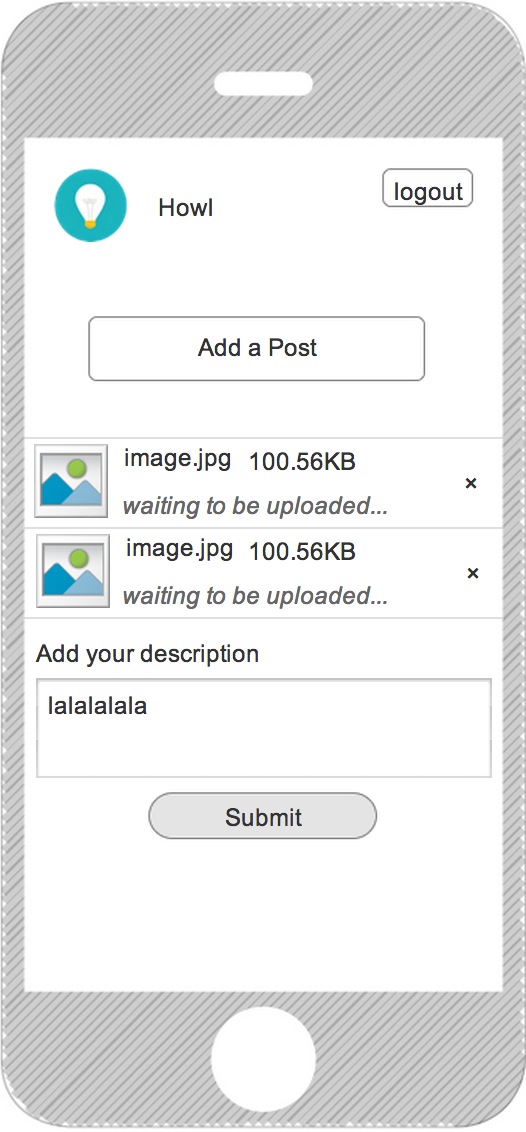 Howl
logout
Add a Post
image.jpg 100.56KB
×
waiting to be uploaded...
image.jpg 100.56KB
×
waiting to be uploaded...
Add your description
lalalalala
Submit